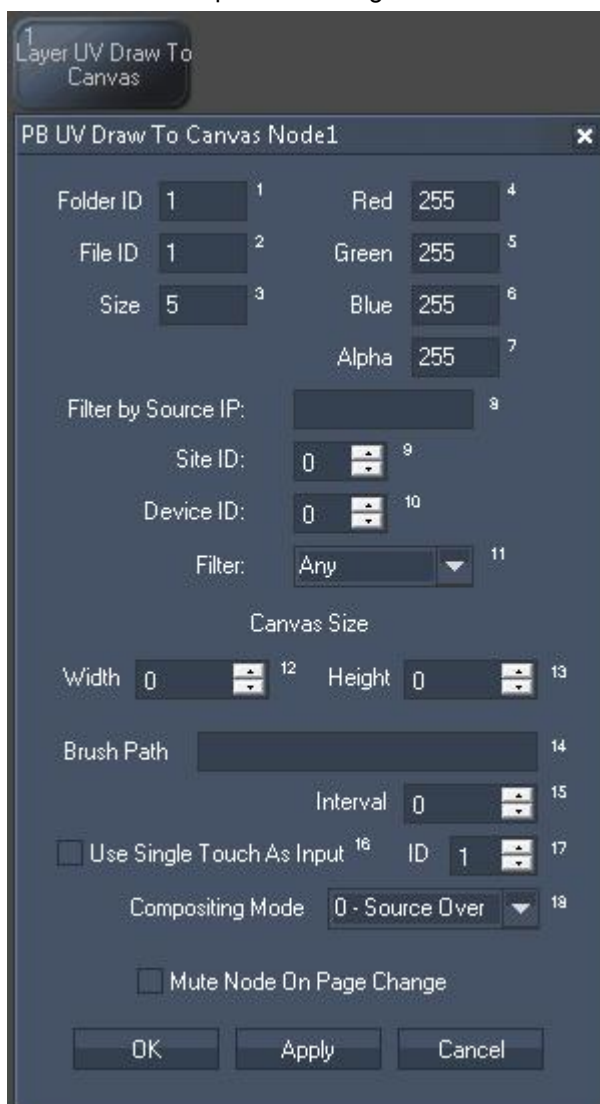 1
Layer UV Draw To
Canvas
PB UV Draw To Canvas Node1
Folder ID 1 1 Red 255 4
File ID 1 2 Green 255 5
Size 5 3 Blue 255 6
Alpha 255 7
Filter by Source IP: 8
Site ID: 0 9
Device ID: 0 10
Filter: Any 11
Canvas Size
Width 0 12 Height 0 13
Brush Path 14
Interval 0 15
Use Single Touch As Input 16 ID 1 17
Compositing Mode 0 - Source Over 18
Mute Node On Page Change
OK Apply Cancel